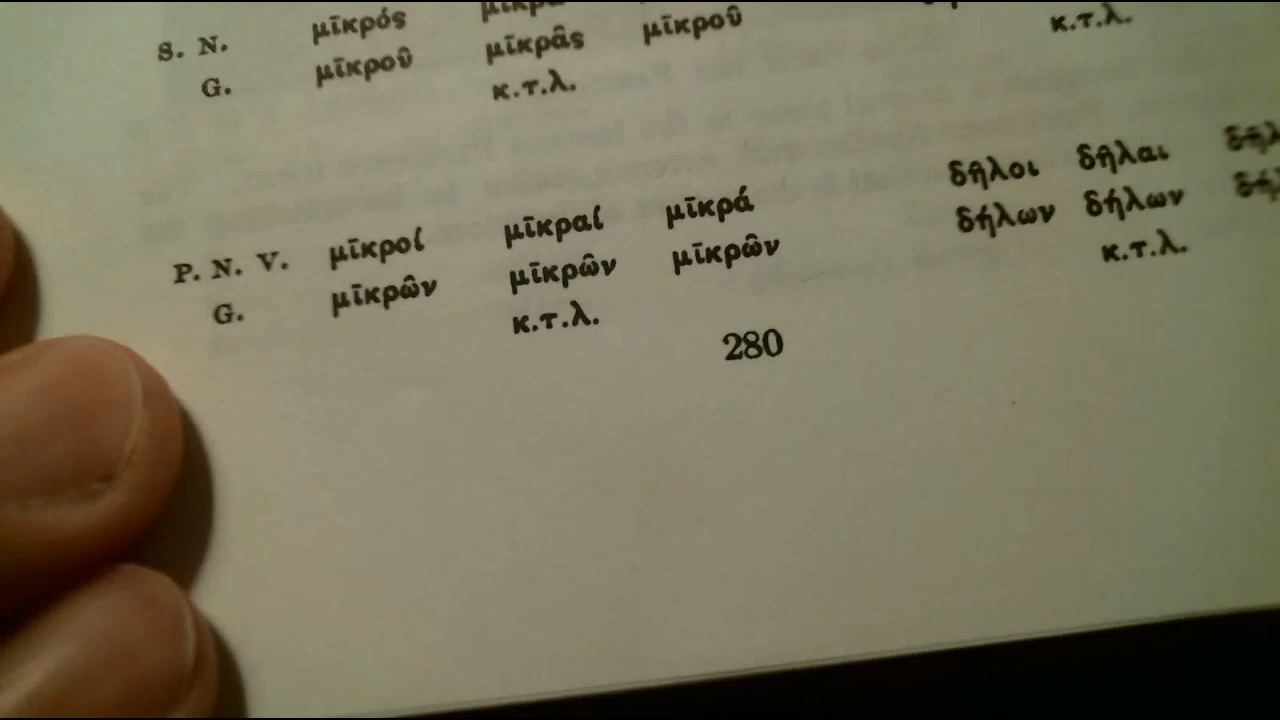 S. N. μῑκρός
G. μῑκροῦ μῑκρᾶς μῑκροῦ
κ.τ.λ. κ.τ.λ.
P. N. V. μῑκροί μῑκραί μῑκρά δῆλοι δῆλαι
G. μῑκρῶν μῑκρῶν μῑκρῶν δήλων δήλων
κ.τ.λ. κ.τ.λ.
280